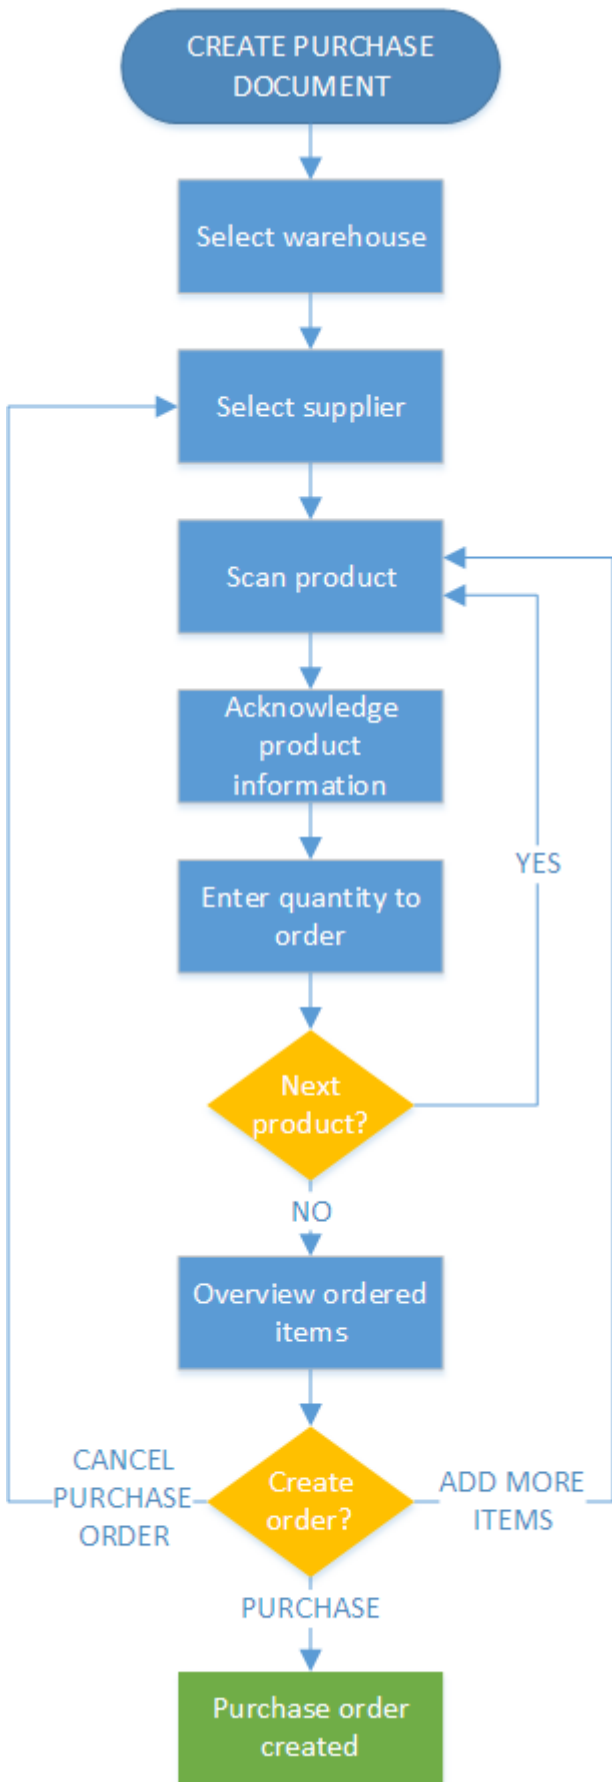 CREATE PURCHASE
DOCUMENT
Select warehouse
Select supplier
Scan product
Acknowledge
product
information
YES
Enter quantity to
order
Next
product?
NO
Overview ordered
items
CANCEL
PURCHASE
ORDER
Create
order?
ADD MORE
ITEMS
PURCHASE
Purchase order
created